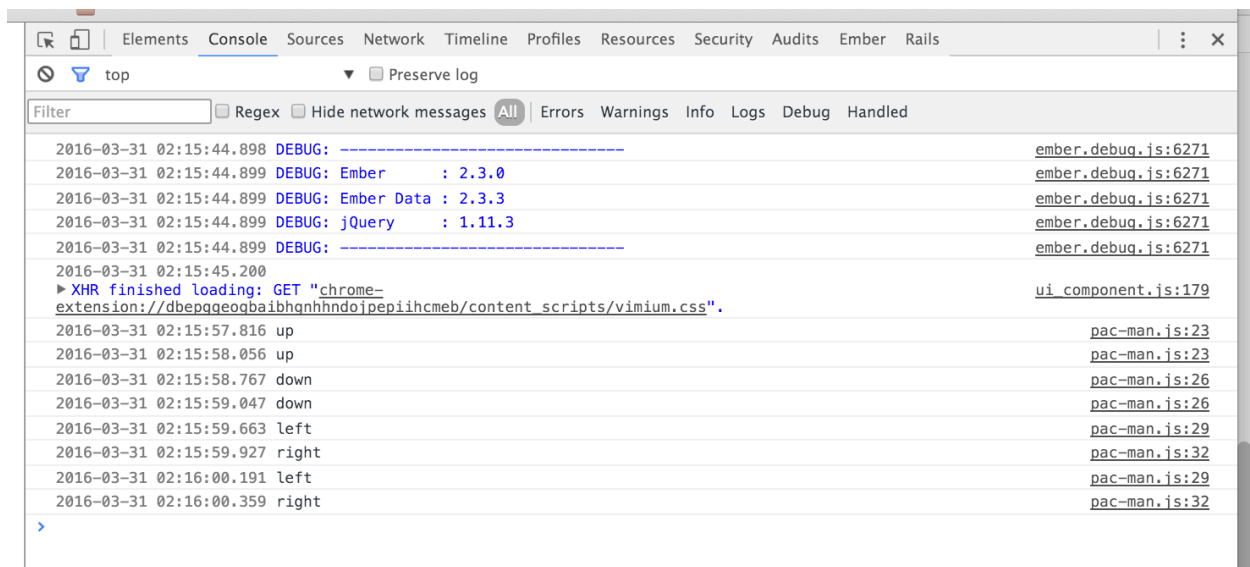 Elements Console Sources Network Timeline Profiles Resources Security Audits Ember Rails
top Preserve log
Filter Regex Hide network messages All Errors Warnings Info Logs Debug Handled
2016-03-31 02:15:44.898 DEBUG: ------------------------------- ember.debug.js:6271
2016-03-31 02:15:44.899 DEBUG: Ember : 2.3.0 ember.debug.js:6271
2016-03-31 02:15:44.899 DEBUG: Ember Data : 2.3.3 ember.debug.js:6271
2016-03-31 02:15:44.899 DEBUG: jQuery : 1.11.3 ember.debug.js:6271
2016-03-31 02:15:44.899 DEBUG: ------------------------------- ember.debug.js:6271
2016-03-31 02:15:45.200
XHR finished loading: GET "chrome- ui_component.js:179
extension://dbepggeogbaibhgnhhndojpepiihcmeb/content_scripts/vimium.css".
2016-03-31 02:15:57.816 up pac-man.js:23
2016-03-31 02:15:58.056 up pac-man.js:23
2016-03-31 02:15:58.767 down pac-man.js:26
2016-03-31 02:15:59.047 down pac-man.js:26
2016-03-31 02:15:59.663 left pac-man.js:29
2016-03-31 02:15:59.927 right pac-man.js:32
2016-03-31 02:16:00.191 left pac-man.js:29
2016-03-31 02:16:00.359 right pac-man.js:32